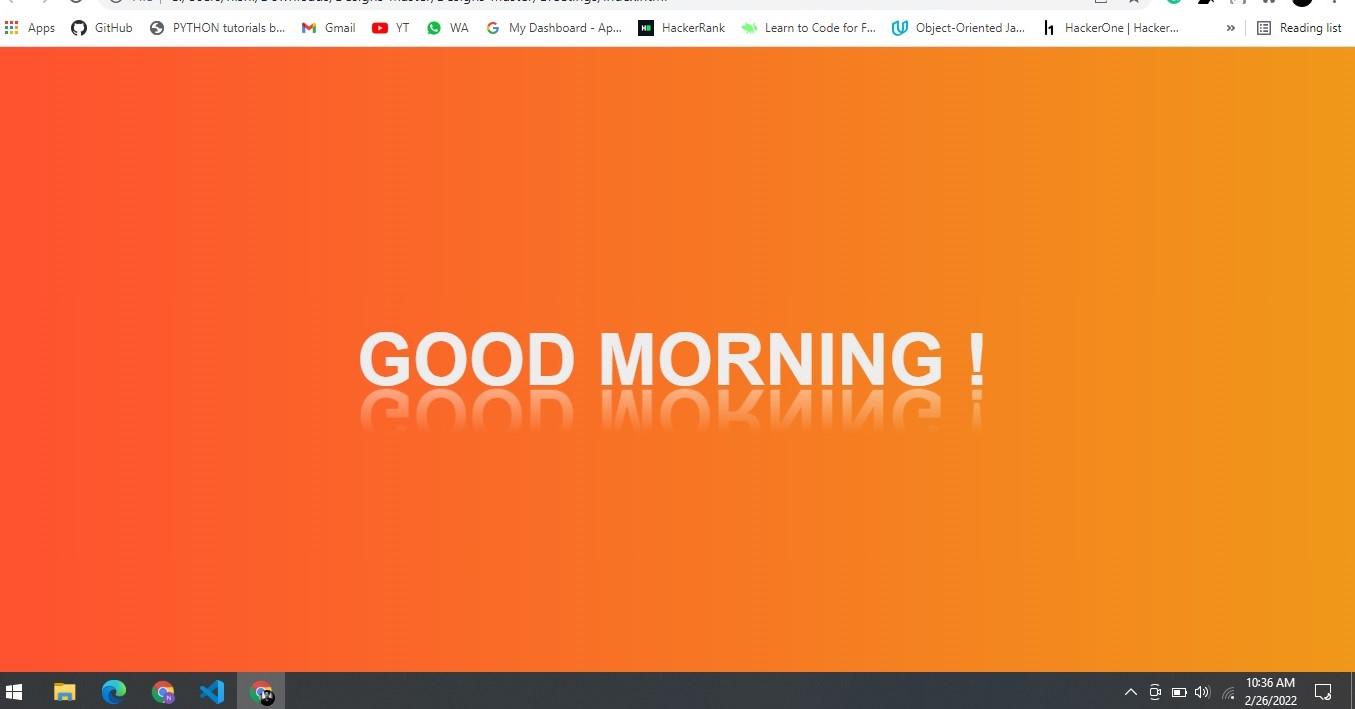 Apps GitHub PYTHON tutorials b... Gmail YT WA My Dashboard - Ap... HackerRank Learn to Code for F... Object-Oriented Ja... HackerOne | Hacker... » Reading list
GOOD MORNING !
10:36 AM
2/26/2022